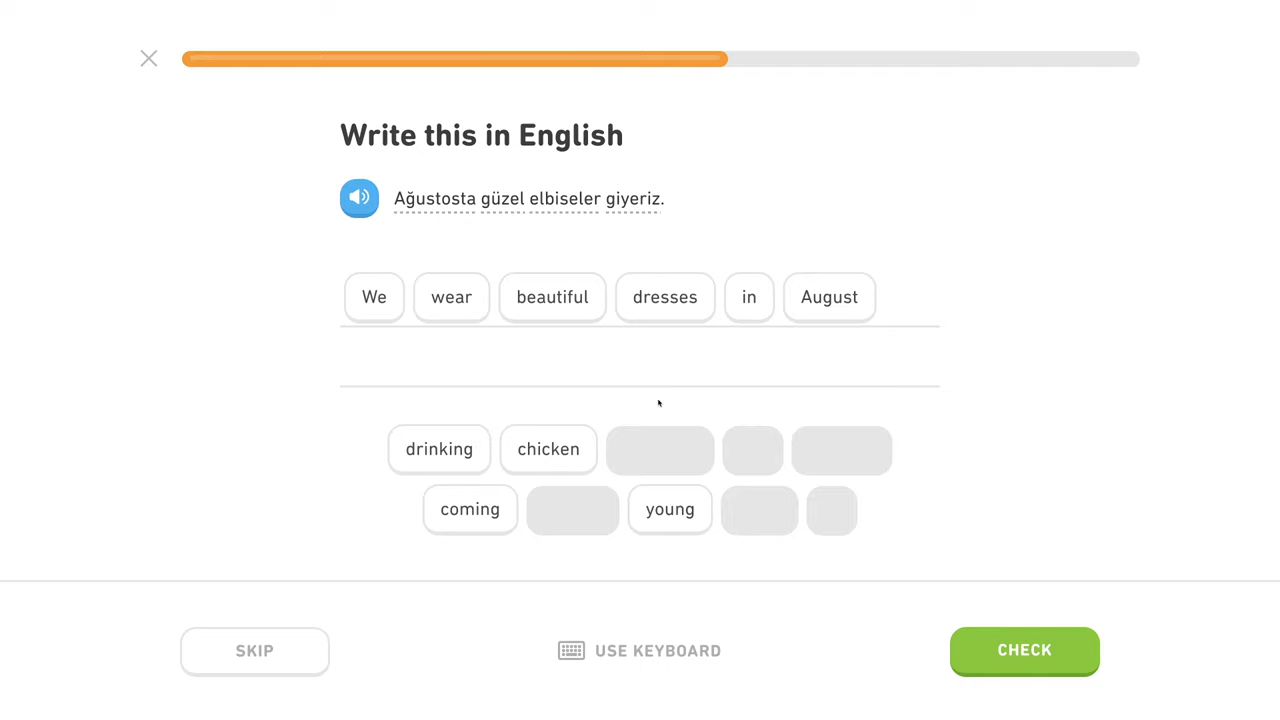 Write this in English
Ağustosta güzel elbiseler giyeriz.
We wear beautiful dresses in August
drinking chicken
coming young
SKIP USE KEYBOARD CHECK